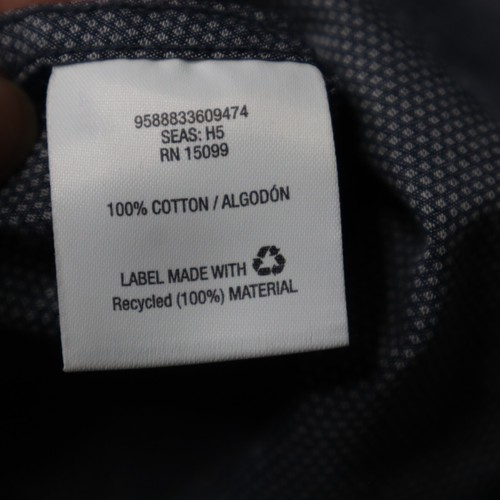 9588833609474
SEAS: H5
RN 15099
100% COTTON / ALGODÓN
LABEL MADE WITH
Recycled (100%) MATERIAL